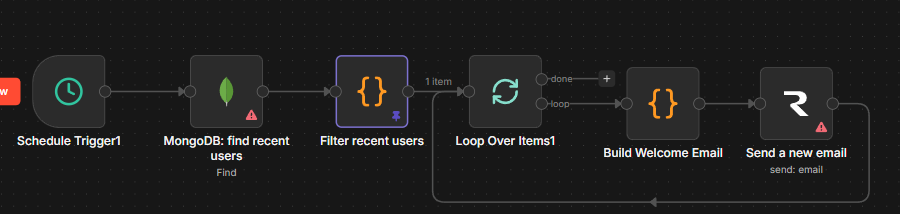 w
1 item
done
+
loop
Schedule Trigger1
MongoDB: find recent
users
Find
Filter recent users
Loop Over Items1
Build Welcome Email
Send a new email
send: email